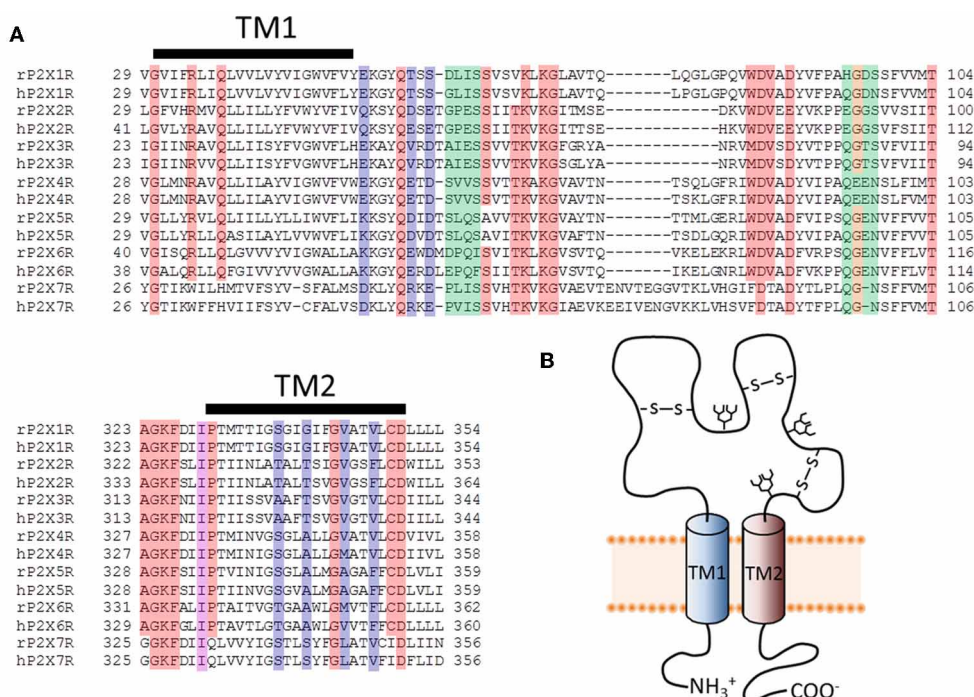 A
TM1
rP2X1R 29 VGVIFRLIQLVVLVYVIGWVFVYEKGYQTSS-DLISSVSVKLKGLAVTQ-------LQGLGPQVWDVADYVFPAHGDSSFVVMT 104
hP2X1R 29 VGVIFRLIQLVVLVYVIGWVFLYEKGYQTSS-GLISSVSVKLKGLAVTQ-------LPGLGPQVWDVADYVFPAQGDNSFVVMT 104
rP2X2R 29 LGFVHRMVQLLILLYFVWYVFIVQKSYQDSETGPESSIITKVKGITMSE------------DKVWDVEEYVKPPEGGSVVSIIT 100
hP2X2R 41 LGVLYRAVQLLILLYFVWYVFIVQKSYQESETGPESSIITKVKGITTSE------------HKVWDVEEYVKPPEGGSVFSIIT 112
rP2X3R 23 IGIINRAVQLLIISYFVGWVFLHEKAYQVRDTAIESSVVTKVKGFGRYA------------NRVMDVSDYVTPPQGTSVFVIIT 94
hP2X3R 23 IGIINRVVQLLIISYFVGWVFLHEKAYQVRDTAIESSVVTKVKGSGLYA------------NRVMDVSDYVTPPQGTSVFVIIT 94
rP2X4R 28 VGLMNRAVQLLILAYVIGWVFVWEKGYQETD-SVVSSVTTKAKGVAVTN-------TSQLGFRIWDVADYVIPAQEENSLFIMT 103
hP2X4R 28 VGLMNRAVQLLILAYVIGWVFVWEKGYQETD-SVVSSVTTKVKGVAVTN-------TSKLGFRIWDVADYVIPAQEENSLFVMT 103
rP2X5R 29 VGLLYRVLQLIILLYLLIWVFLIKKSYQDIDTSLQSAVVTKVKGVAYTN-------TTMLGERLWDVADFVIPSQGENVFFVVT 105
hP2X5R 29 VGLLYRLLQASILAYLVVWVFLIKKGYQDVDTSLQSAVITKVKGVAFTN-------TSDLGQRIWDVADYVIPAQGENVFFVVT 105
rP2X6R 40 VGISQRLLQLGVVVYVIGWALLAKKGYQERDMDPQISVITKLKGVSVTQ-------VKELEKRLWDVADFVRPSQGENVFFLVT 116
hP2X6R 38 VGALQRLLQFGIVVYVVGWALLAKKGYQERDLEPQFSIITKLKGVSVTQ-------IKELGNRLWDVADFVKPPQGENVFFLVT 114
rP2X7R 26 YGTIKWILHMTVFSYV-SFALMSDKLYQRKE-PLISSVHTKVKGVAEVTENVTEGGVTKLVHGIFDTADYTLPLQG-NSFFVMT 106
hP2X7R 26 YGTIKWFFHVIIFSYV-CFALVSDKLYQRKE-PVISSVHTKVKGIAEVKEEIVENGVKKLVHSVFDTADYTFPLQG-NSFFVMT 106
TM2
rP2X1R 323 AGKFDIIPTMTTIGSGIGIFGVATVLCDLLLL 354
hP2X1R 323 AGKFDIIPTMTTIGSGIGIFGVATVLCDLLLL 354
rP2X2R 322 AGKFSLIPTIINLATALTSIGVGSFLCDWILL 353
hP2X2R 333 AGKFSLIPTIINLATALTSVGVGSFLCDWILL 364
rP2X3R 313 AGKFNIIPTIISSVAAFTSVGVGTVLCDIILL 344
hP2X3R 313 AGKFNIIPTIISSVAAFTSVGVGTVLCDIILL 344
rP2X4R 327 AGKFDIIPTMINVGSGLALLGVATVLCDVIVL 358
hP2X4R 327 AGKFDIIPTMINIGSGLALLGMATVLCDIIVL 358
rP2X5R 328 AGKFSIIPTVINIGSGLALMGAGAFFCDLVLI 359
hP2X5R 328 AGKFSIIPTIINVGSGVALMGAGAFFCDLVLI 359
rP2X6R 331 AGKFALIPTAITVGTGAAWLGMVTFLCDLLLL 362
hP2X6R 329 AGKFGLIPTAVTLGTGAAWLGVVTFFCDLLLL 360
rP2X7R 325 GGKFDIIQLVVYIGSTLSYFGLATVCIDLIIN 356
hP2X7R 325 GGKFDIIQLVVYIGSTLSYFGLATVFIDFLID 356
B
S–S
S–S
S–S
TM1
TM2
NH₃⁺
COO⁻